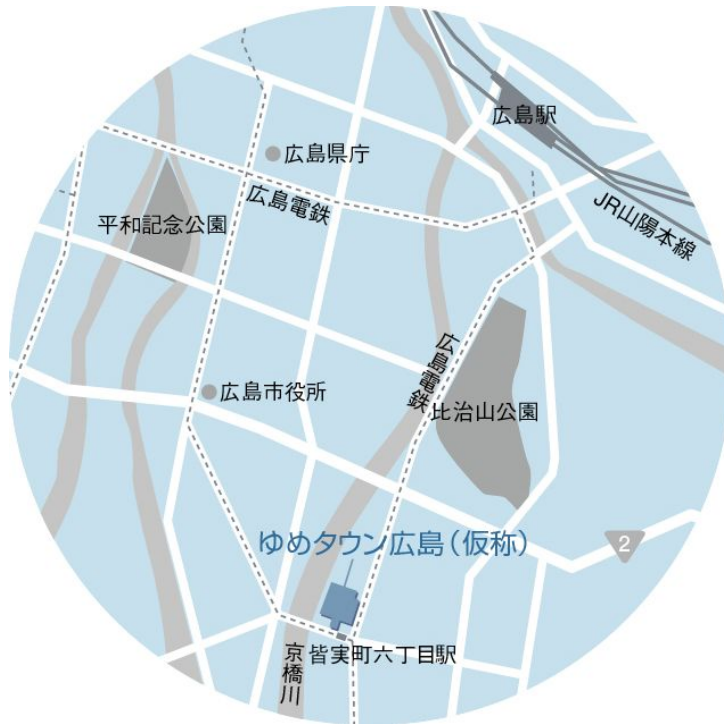 広島駅
広島県庁
広島電鉄
平和記念公園
JR山陽本線
広島電鉄
広島市役所
比治山公園
ゆめタウン広島（仮称）
2
皆実町六丁目駅
京橋川